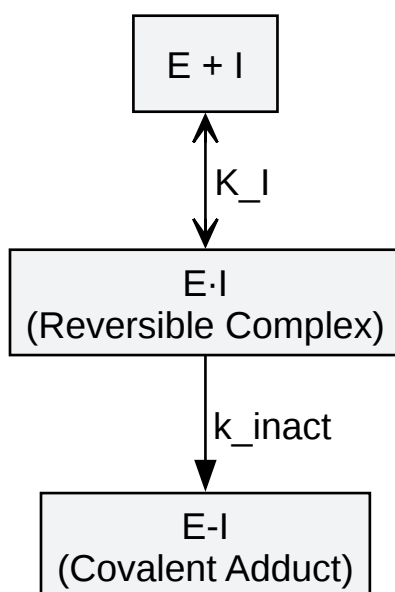 E + I
K_I
E·I
(Reversible Complex)
k_inact
E-I
(Covalent Adduct)